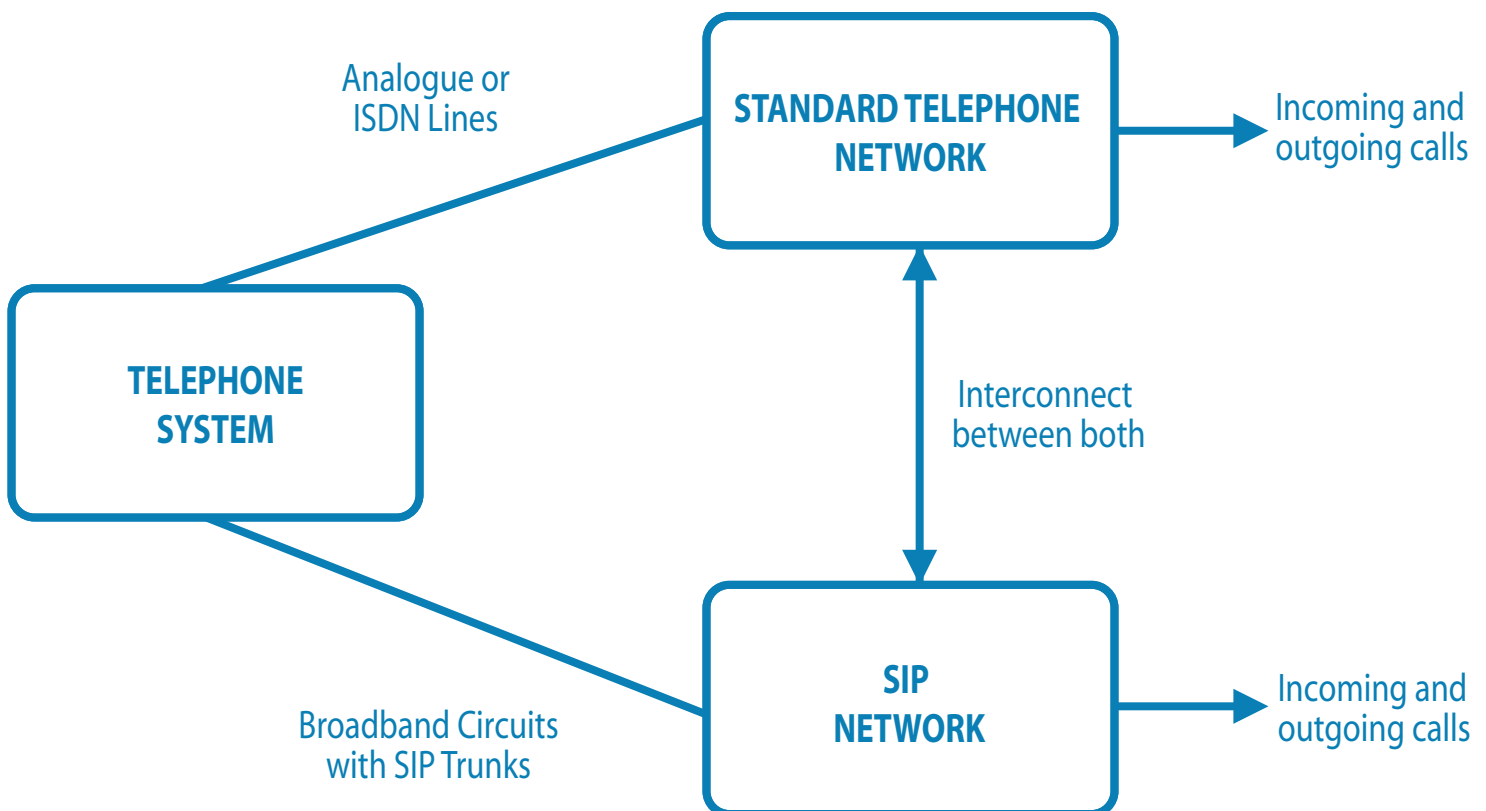 Analogue or
ISDN Lines
STANDARD TELEPHONE
NETWORK
Incoming and
outgoing calls
TELEPHONE
SYSTEM
Interconnect
between both
Broadband Circuits
with SIP Trunks
SIP
NETWORK
Incoming and
outgoing calls